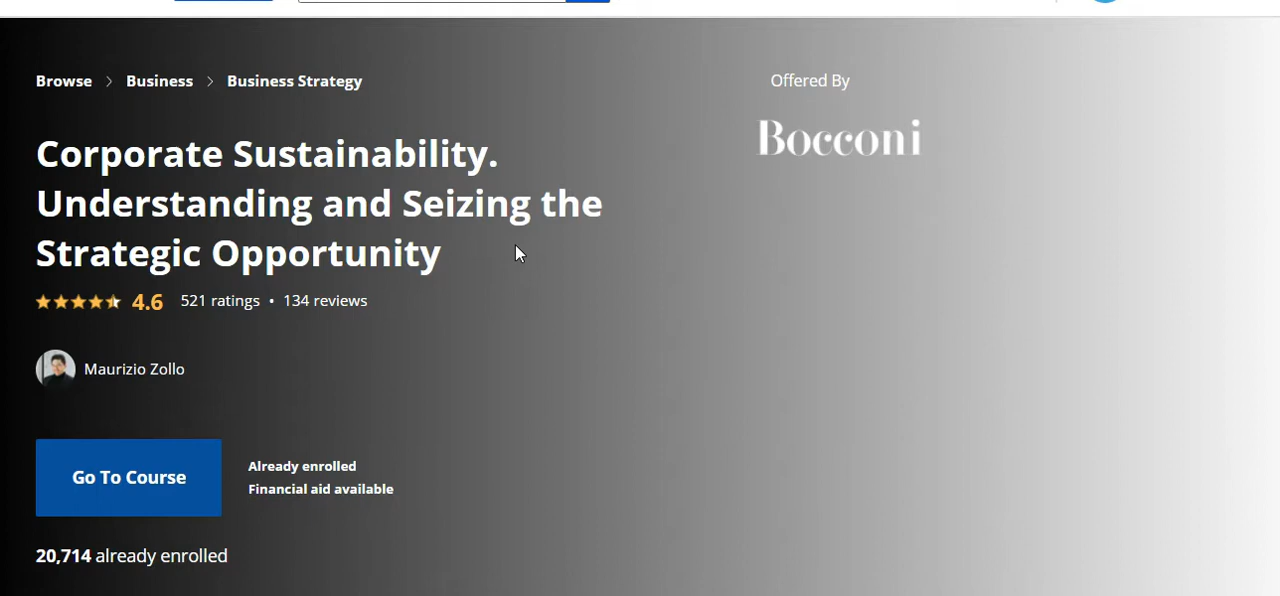 Browse > Business > Business Strategy
Offered By
Bocconi
Corporate Sustainability.
Understanding and Seizing the
Strategic Opportunity
4.6 521 ratings • 134 reviews
Maurizio Zollo
Go To Course
Already enrolled
Financial aid available
20,714 already enrolled